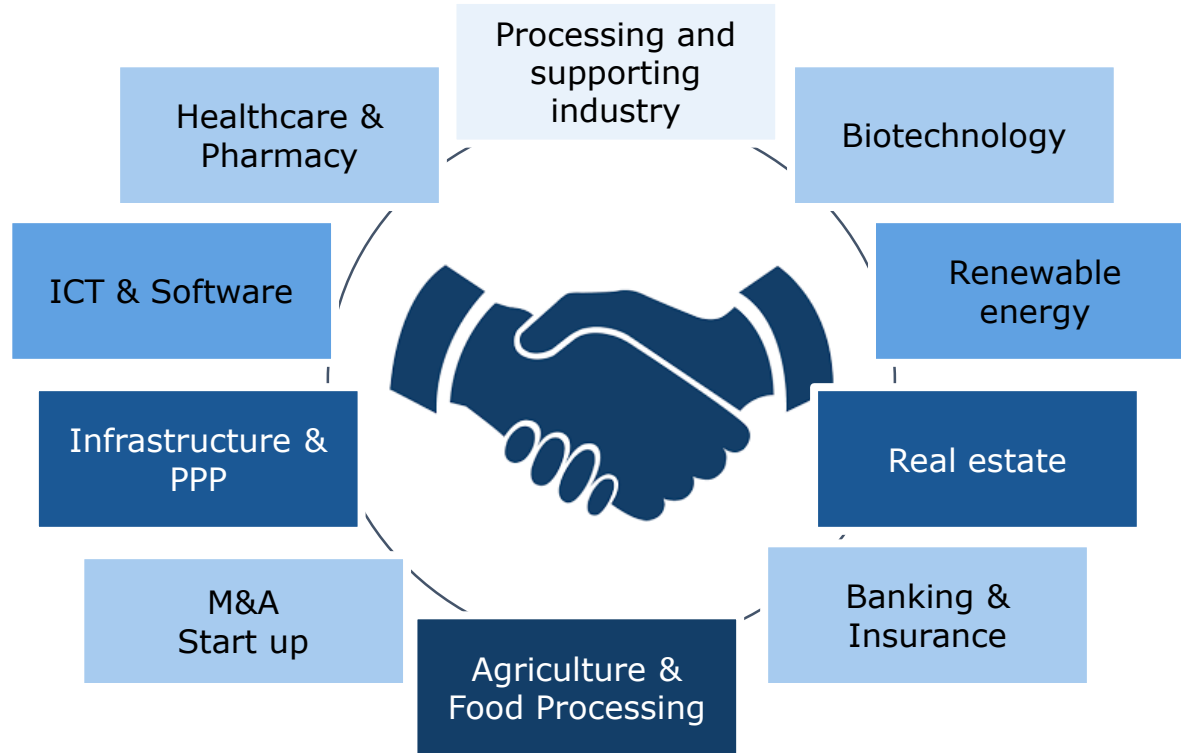 Processing and
supporting
industry
Healthcare &
Pharmacy
Biotechnology
ICT & Software
Renewable
energy
Infrastructure &
PPP
Real estate
M&A
Start up
Banking &
Insurance
Agriculture &
Food Processing